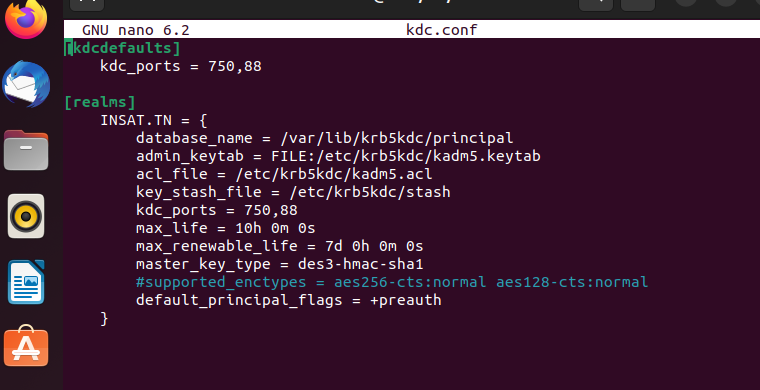 GNU nano 6.2 kdc.conf
[kdcdefaults]
kdc_ports = 750,88
[realms]
INSAT.TN = {
database_name = /var/lib/krb5kdc/principal
admin_keytab = FILE:/etc/krb5kdc/kadm5.keytab
acl_file = /etc/krb5kdc/kadm5.acl
key_stash_file = /etc/krb5kdc/stash
kdc_ports = 750,88
max_life = 10h 0m 0s
max_renewable_life = 7d 0h 0m 0s
master_key_type = des3-hmac-sha1
#supported_enctypes = aes256-cts:normal aes128-cts:normal
default_principal_flags = +preauth
}